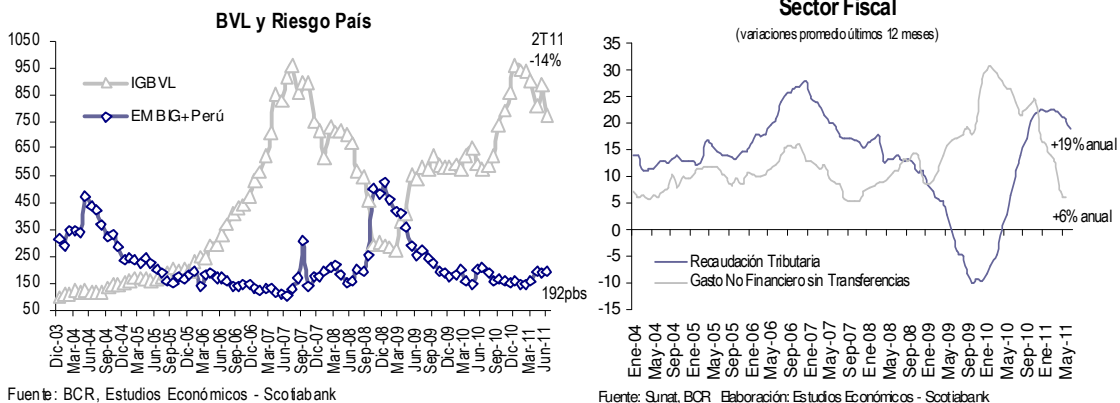 BVL y Riesgo País
1050
950
850
750
650
550
450
350
250
150
50
IGBVL
EMBIG+Perú
2T11
-14%
192pbs
Dic-03
Mar-04
Jun-04
Sep-04
Dic-04
Mar-05
Jun-05
Sep-05
Dic-05
Mar-06
Jun-06
Sep-06
Dic-06
Mar-07
Jun-07
Sep-07
Dic-07
Mar-08
Jun-08
Sep-08
Dic-08
Mar-09
Jun-09
Sep-09
Dic-09
Mar-10
Jun-10
Sep-10
Dic-10
Mar-11
Jun-11
Fuente: BCR, Estudios Económicos - Scotiabank
Sector Fiscal
(variaciones promedio últimos 12 meses)
35
30
25
20
15
10
5
0
-5
-10
-15
+19% anual
+6% anual
Recaudación Tributaria
Gasto No Financiero sin Transferencias
Ene-04
May-04
Sep-04
Ene-05
May-05
Sep-05
Ene-06
May-06
Sep-06
Ene-07
May-07
Sep-07
Ene-08
May-08
Sep-08
Ene-09
May-09
Sep-09
Ene-10
May-10
Sep-10
Ene-11
May-11
Fuente: Sunat, BCR Elaboración: Estudios Económicos - Scotiabank